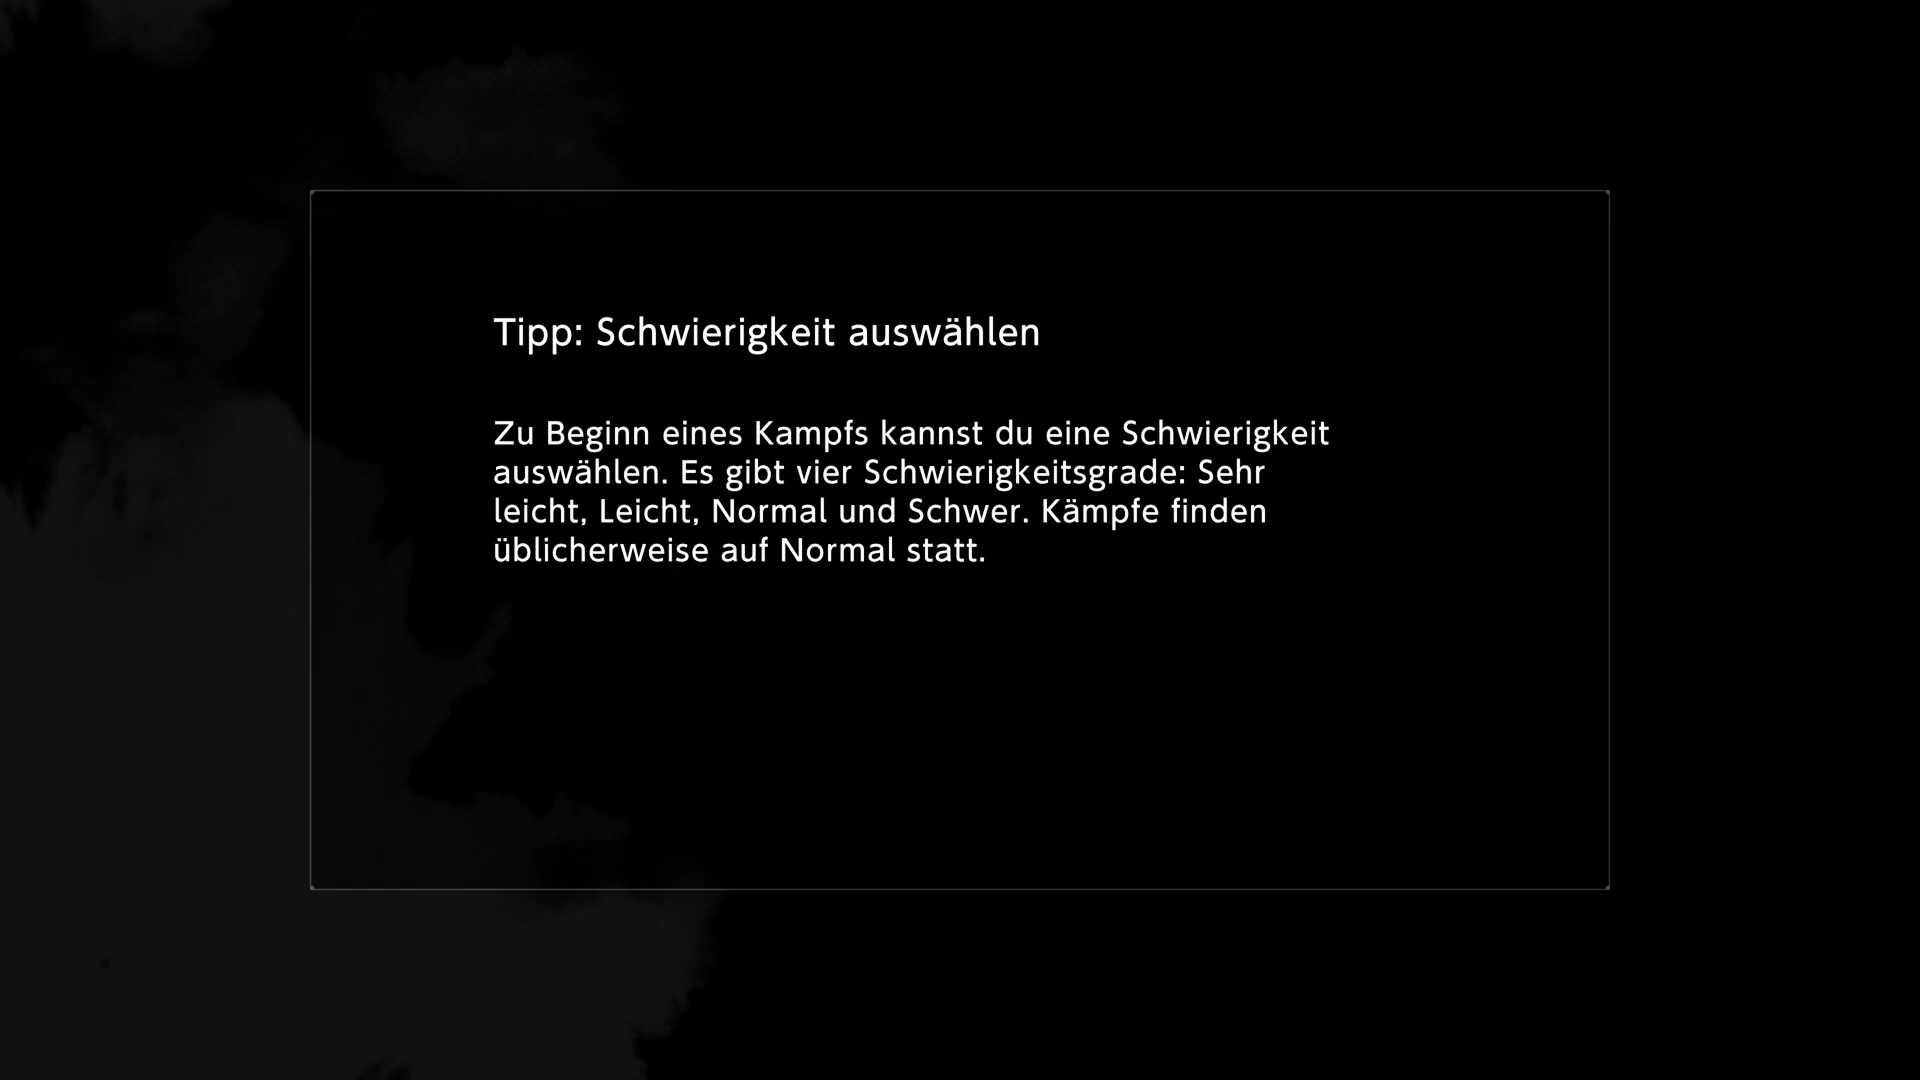 Tipp: Schwierigkeit auswählen
Zu Beginn eines Kampfs kannst du eine Schwierigkeit
auswählen. Es gibt vier Schwierigkeitsgrade: Sehr
leicht, Leicht, Normal und Schwer. Kämpfe finden
üblicherweise auf Normal statt.